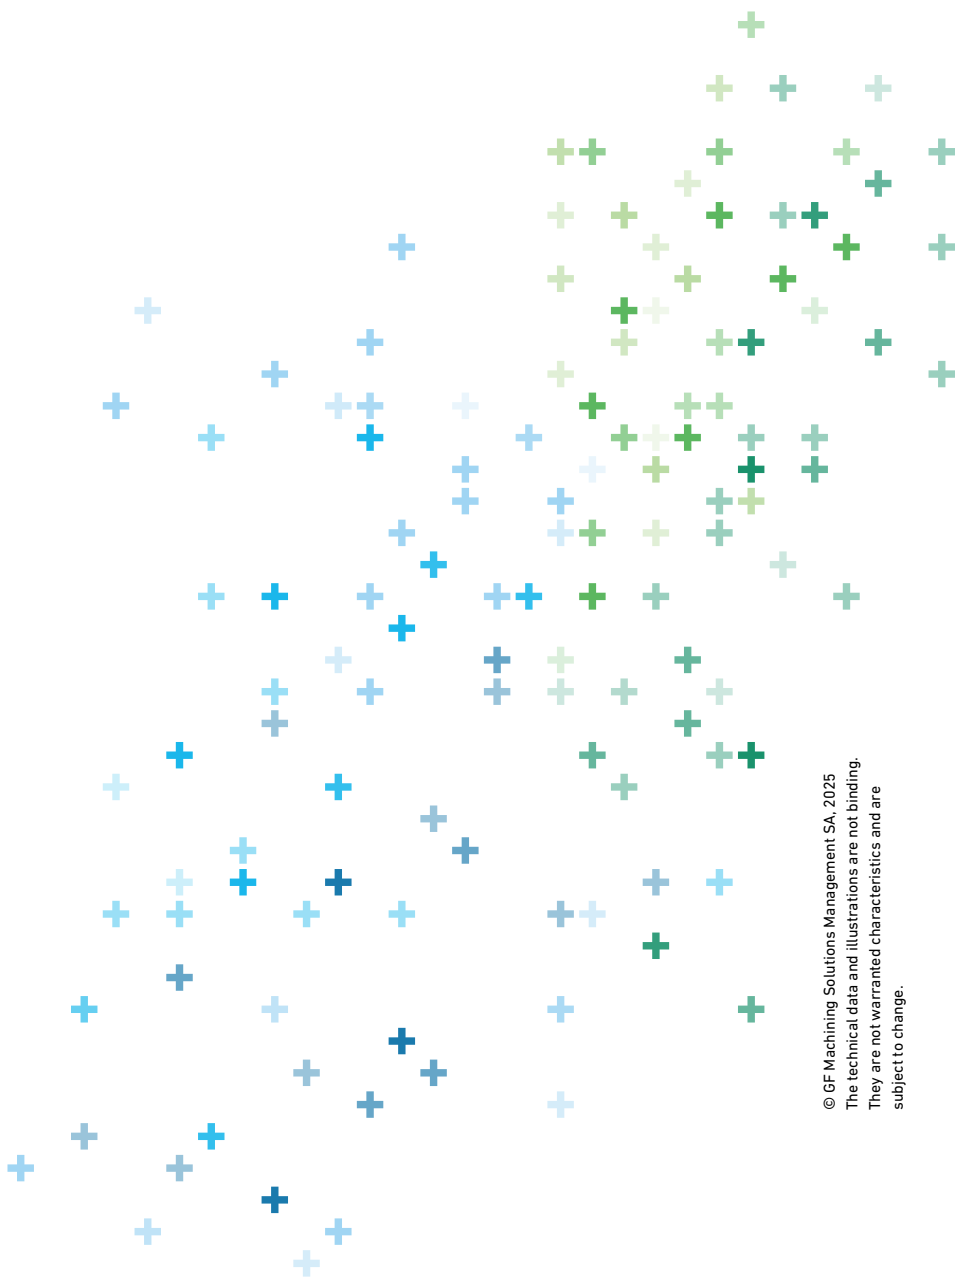 © GF Machining Solutions Management SA, 2025
The technical data and illustrations are not binding.
They are not warranted characteristics and are
subject to change.